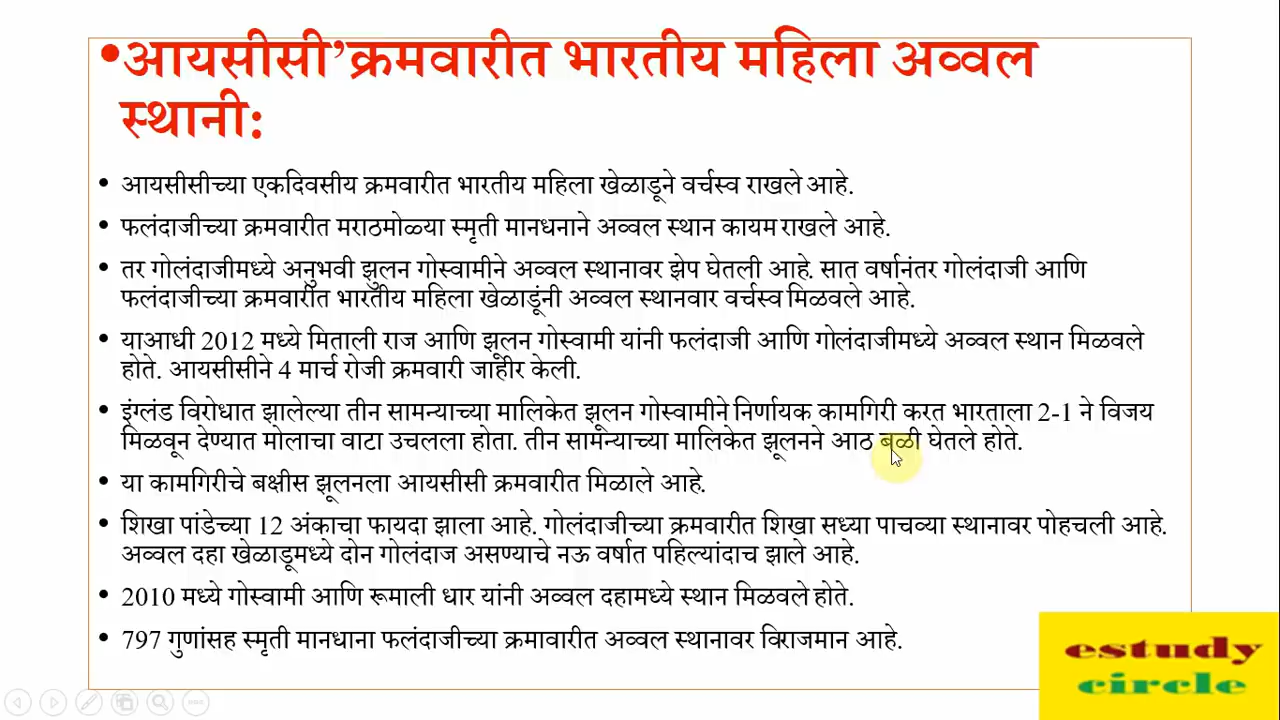 •आयसीसी’क्रमवारीत भारतीय महिला अव्वल
स्थानी:
• आयसीसीच्या एकदिवसीय क्रमवारीत भारतीय महिला खेळाडूने वर्चस्व राखले आहे.
• फलंदाजीच्या क्रमवारीत मराठमोळ्या स्मृती मानधनाने अव्वल स्थान कायम राखले आहे.
• तर गोलंदाजीमध्ये अनुभवी झुलन गोस्वामीने अव्वल स्थानावर झेप घेतली आहे. सात वर्षानंतर गोलंदाजी आणि
फलंदाजीच्या क्रमवारीत भारतीय महिला खेळाडूंनी अव्वल स्थानवार वर्चस्व मिळवले आहे.
• याआधी 2012 मध्ये मिताली राज आणि झूलन गोस्वामी यांनी फलंदाजी आणि गोलंदाजीमध्ये अव्वल स्थान मिळवले
होते. आयसीसीने 4 मार्च रोजी क्रमवारी जाहीर केली.
• इंग्लंड विरोधात झालेल्या तीन सामन्याच्या मालिकेत झूलन गोस्वामीने निर्णायक कामगिरी करत भारताला 2-1 ने विजय
मिळवून देण्यात मोलाचा वाटा उचलला होता. तीन सामन्याच्या मालिकेत झूलनने आठ बळी घेतले होते.
• या कामगिरीचे बक्षीस झूलनला आयसीसी क्रमवारीत मिळाले आहे.
• शिखा पांडेच्या 12 अंकाचा फायदा झाला आहे. गोलंदाजीच्या क्रमवारीत शिखा सध्या पाचव्या स्थानावर पोहचली आहे.
अव्वल दहा खेळाडूमध्ये दोन गोलंदाज असण्याचे नऊ वर्षात पहिल्यांदाच झाले आहे.
• 2010 मध्ये गोस्वामी आणि रूमाली धार यांनी अव्वल दहामध्ये स्थान मिळवले होते.
• 797 गुणांसह स्मृती मानधाना फलंदाजीच्या क्रमावारीत अव्वल स्थानावर विराजमान आहे.
estudy
circle